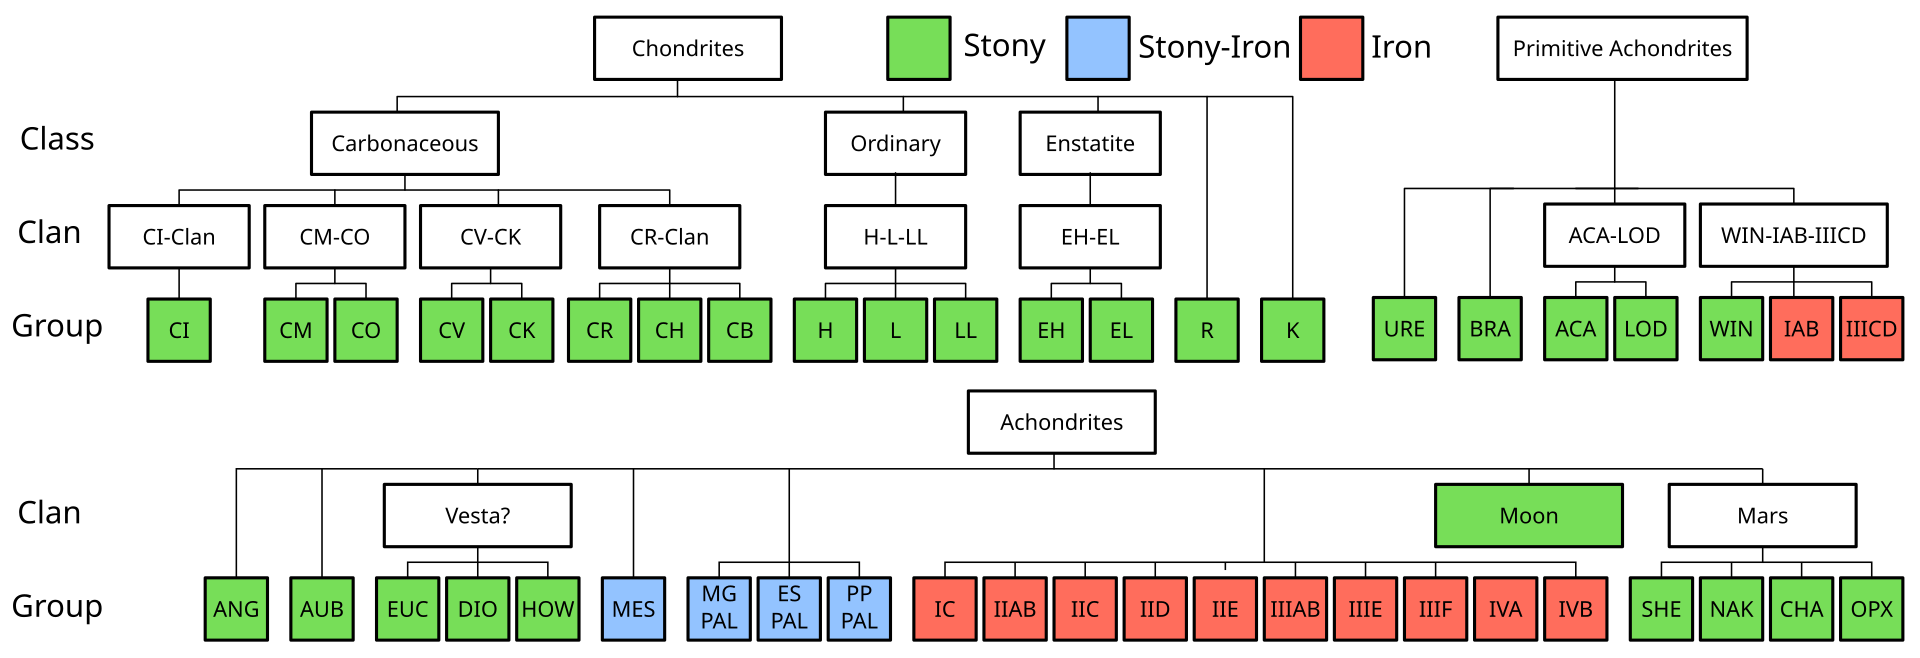 Chondrites
Stony
Stony-Iron
Iron
Primitive Achondrites
Class
Carbonaceous
Ordinary
Enstatite
Clan
CI-Clan
CM-CO
CV-CK
CR-Clan
H-L-LL
EH-EL
ACA-LOD
WIN-IAB-IIICD
Group
CI
CM
CO
CV
CK
CR
CH
CB
H
L
LL
EH
EL
R
K
URE
BRA
ACA
LOD
WIN
IAB
IIICD
Achondrites
Clan
Vesta?
Moon
Mars
Group
ANG
AUB
EUC
DIO
HOW
MES
MG
PAL
ES
PAL
PP
PAL
IC
IIAB
IIC
IID
IIE
IIIAB
IIIE
IIIF
IVA
IVB
SHE
NAK
CHA
OPX